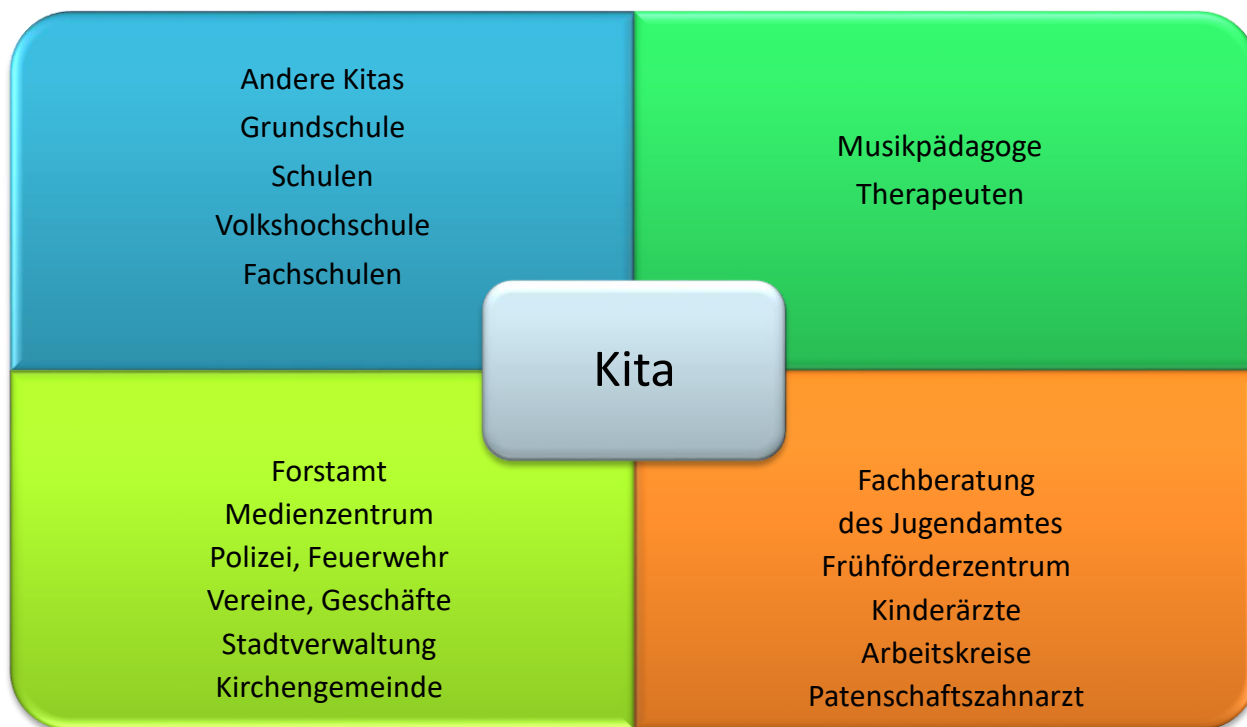 Andere Kitas
Grundschule
Schulen
Volkshochschule
Fachschulen
Musikpädagoge
Therapeuten
Kita
Forstamt
Medienzentrum
Polizei, Feuerwehr
Vereine, Geschäfte
Stadtverwaltung
Kirchengemeinde
Fachberatung
des Jugendamtes
Frühförderzentrum
Kinderärzte
Arbeitskreise
Patenschaftszahnarzt